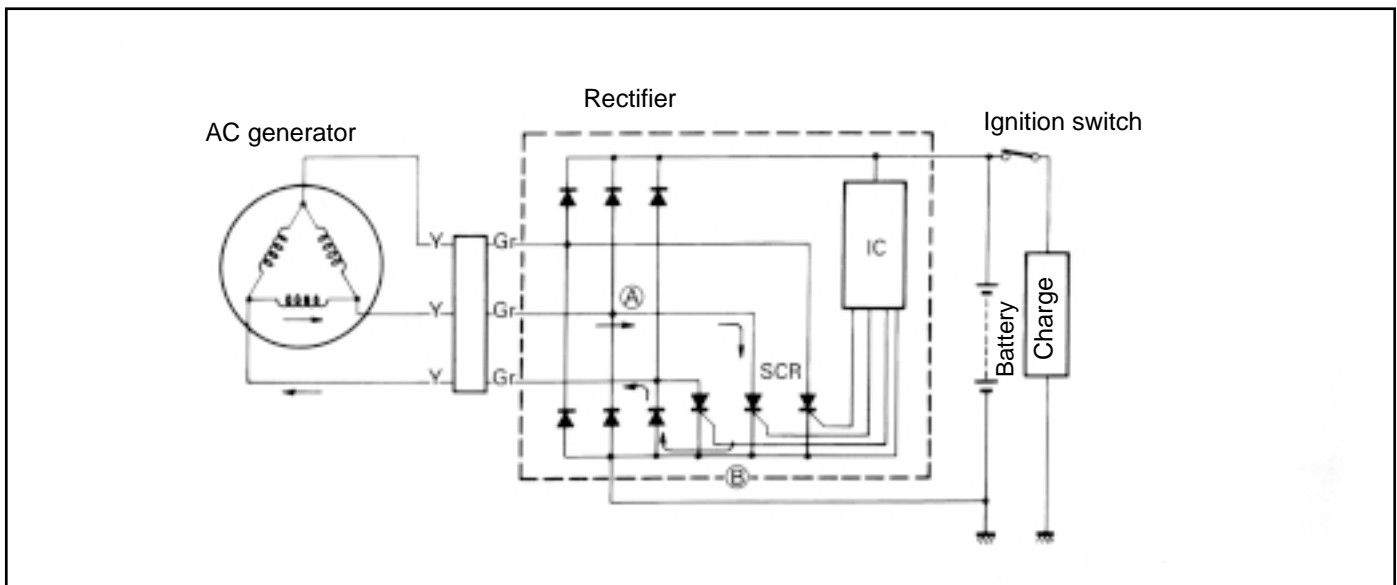 Rectifier
AC generator
Ignition switch
Y Gr
IC
A
Y Gr
Battery
Charge
SCR
Y Gr
B